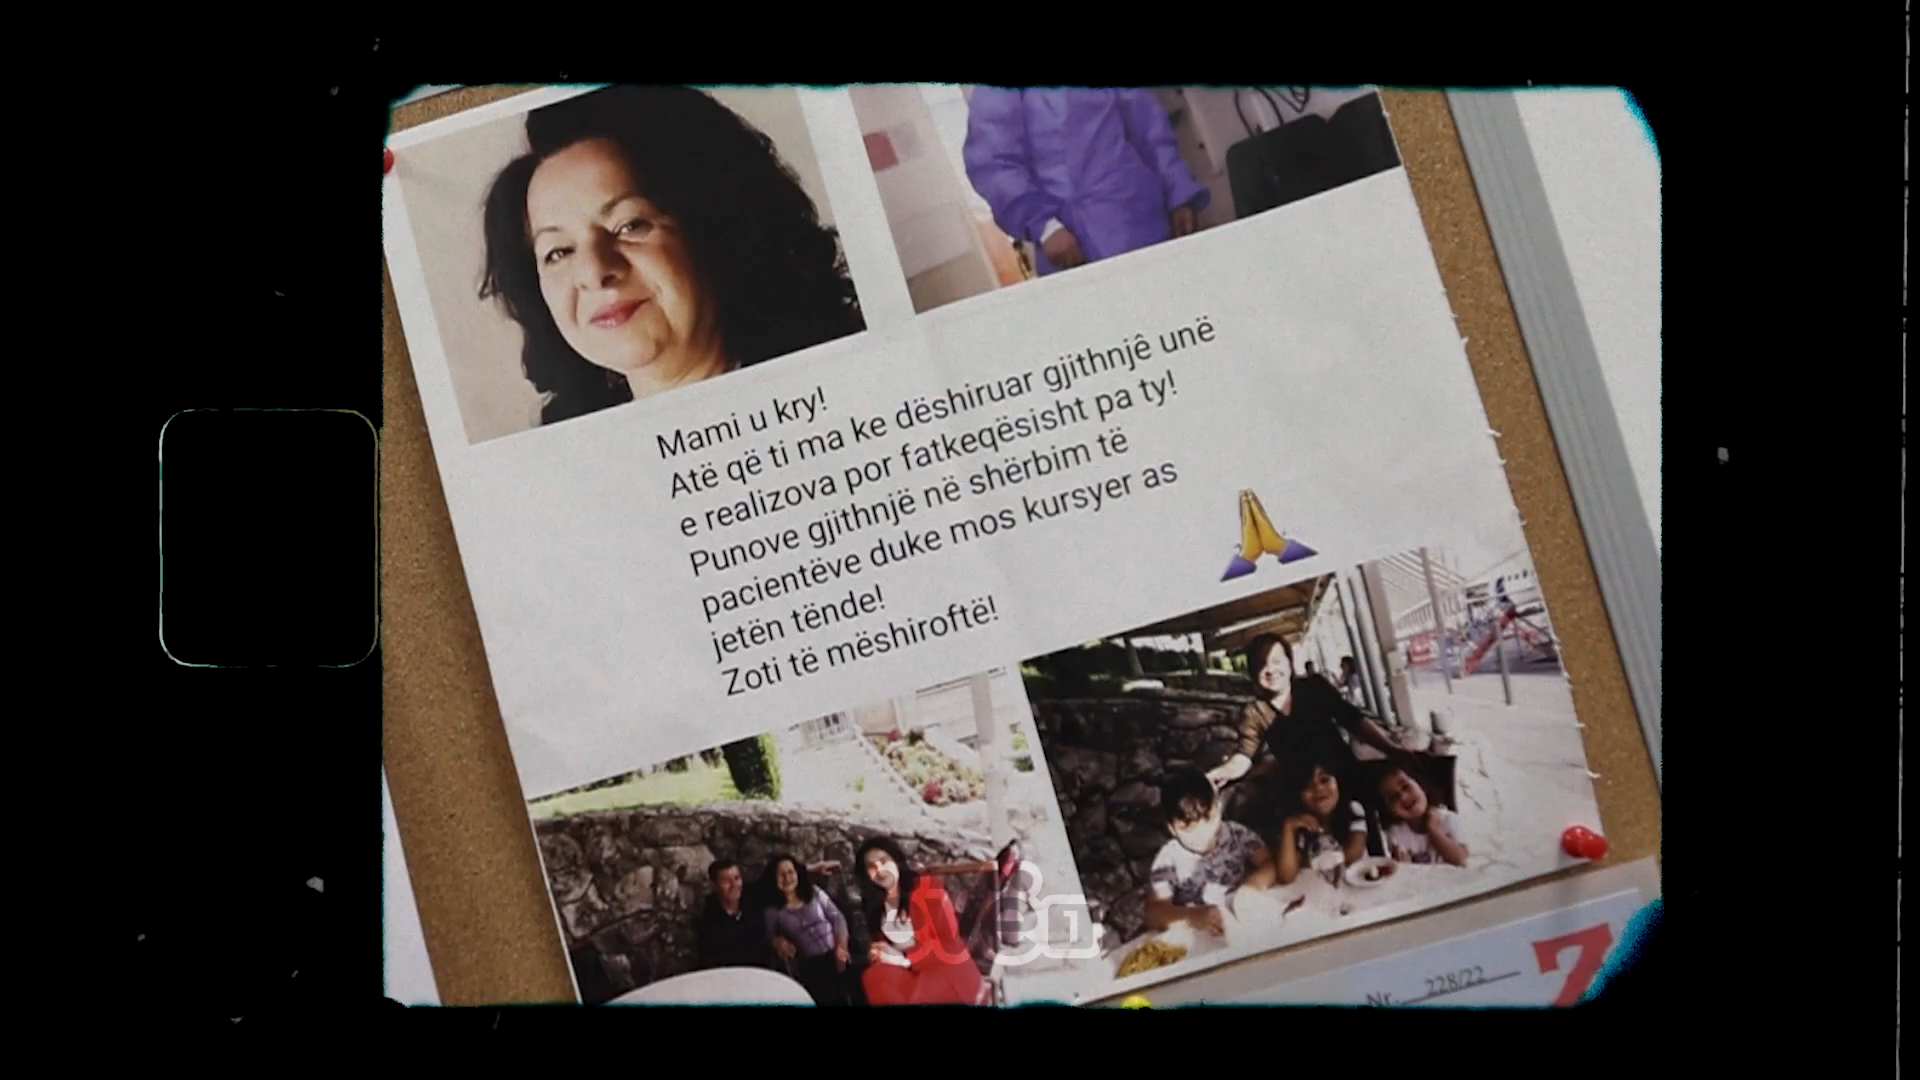 Mami u kry!
Atë që ti ma ke dëshiruar gjithnjê unë
e realizova por fatkeqësisht pa ty!
Punove gjithnjë në shërbim të
pacientëve duke mos kursyer as
jetën tënde!
Zoti të mëshiroftë!
Nr. 228/22